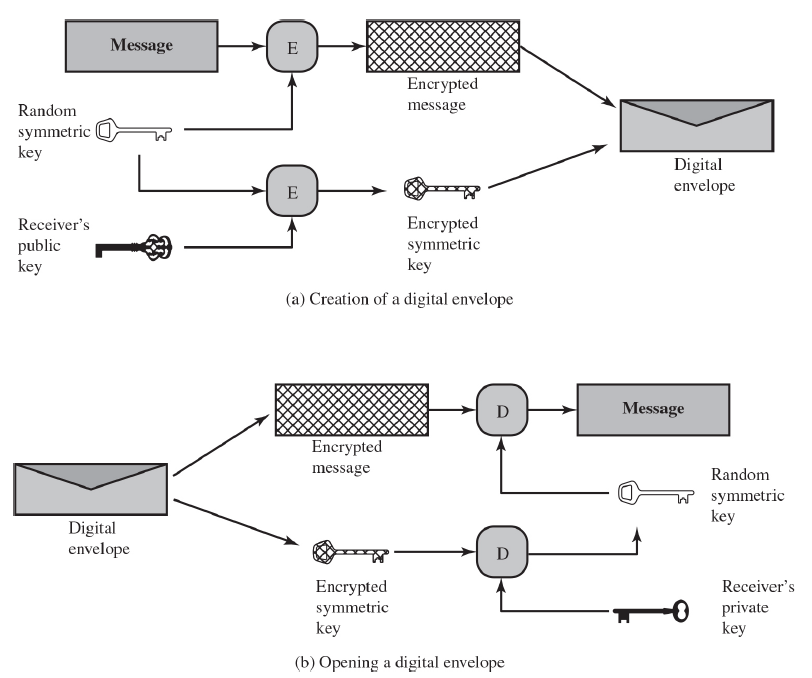 Message
E
Encrypted
message
Random
symmetric
key
Digital
envelope
E
Receiver's
public
key
Encrypted
symmetric
key
(a) Creation of a digital envelope
D
Message
Encrypted
message
Random
symmetric
key
Digital
envelope
D
Encrypted
symmetric
key
Receiver's
private
key
(b) Opening a digital envelope